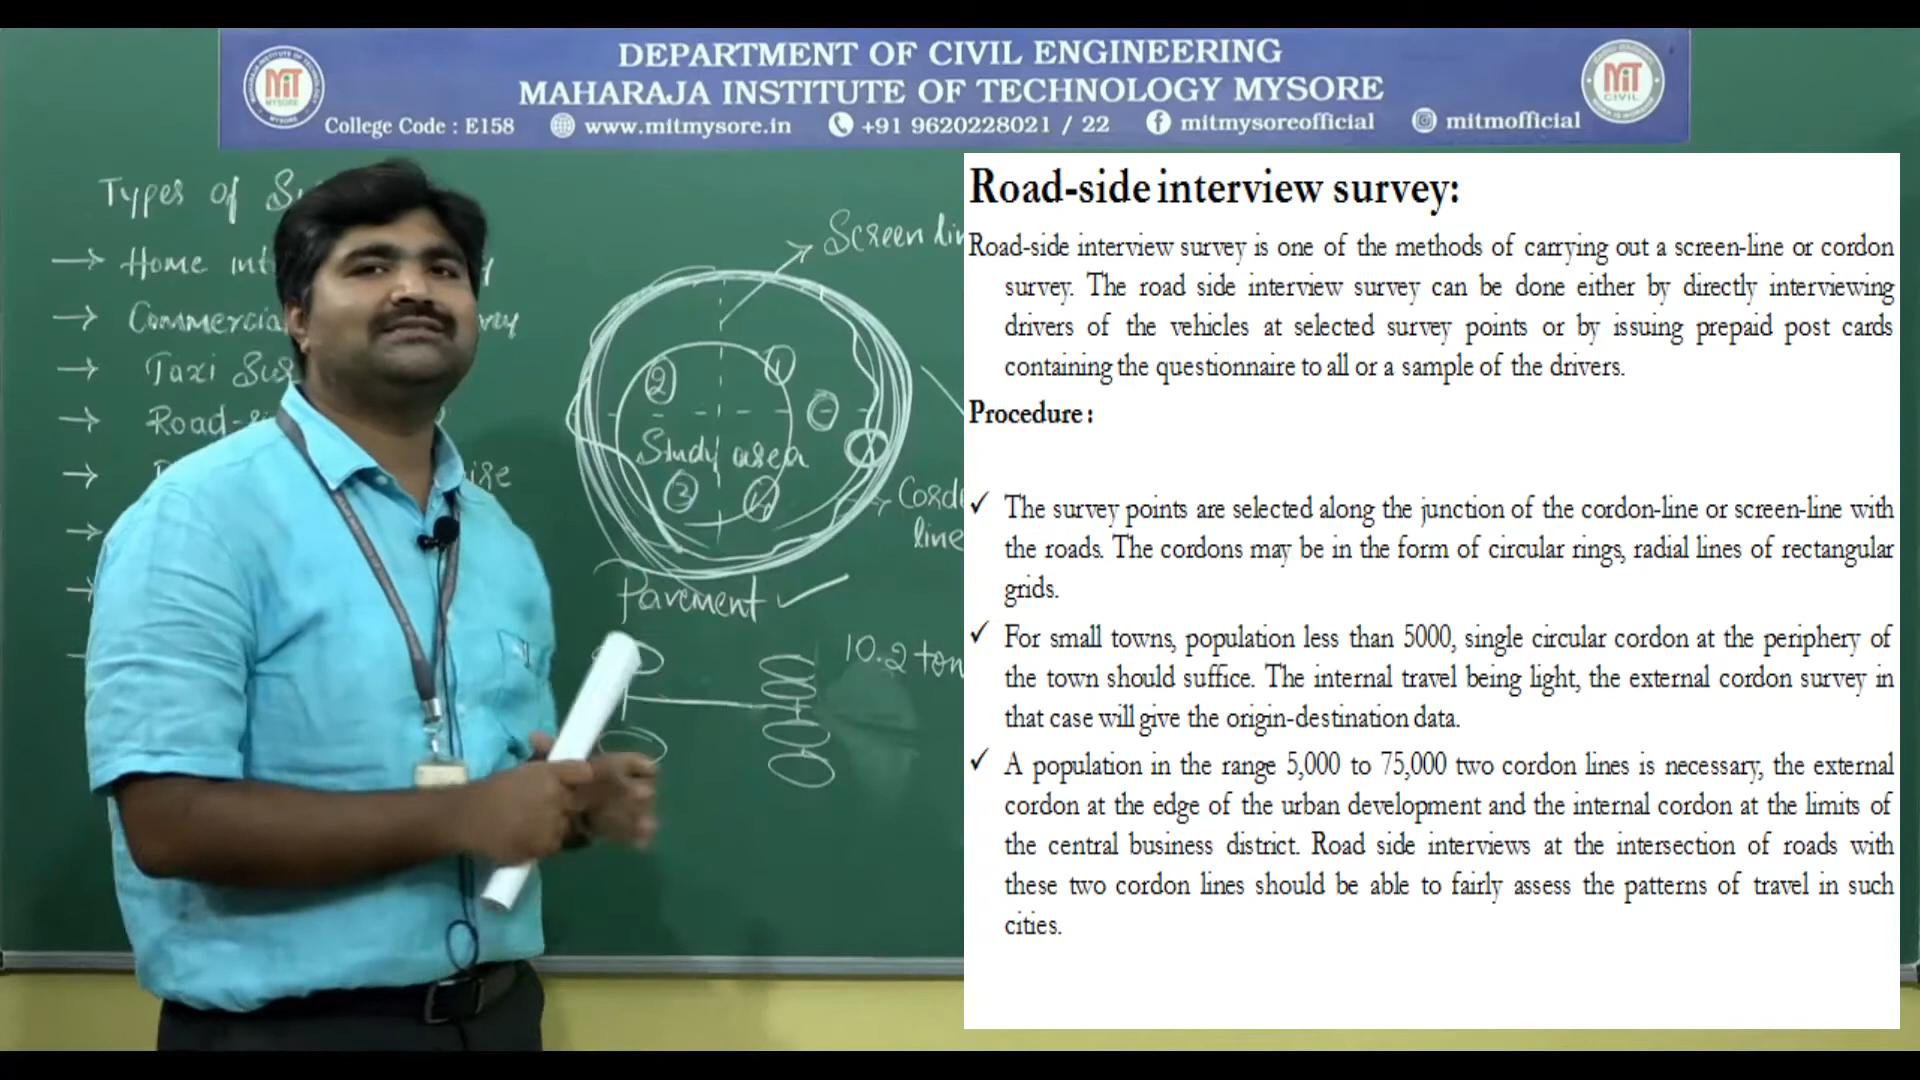 DEPARTMENT OF CIVIL ENGINEERING
MAHARAJA INSTITUTE OF TECHNOLOGY MYSORE
College Code : E158 www.mitmysore.in +91 9620228021 / 22 mitmysoreofficial mitmofficial
MiT
MYSORE
MiT
CIVIL
Types of
Home
Commercial
Taxi
Road-
Screen
2
1
Study area
3
Pavement
10.2
Road-side interview survey:
Road-side interview survey is one of the methods of carrying out a screen-line or cordon
survey. The road side interview survey can be done either by directly interviewing
drivers of the vehicles at selected survey points or by issuing prepaid post cards
containing the questionnaire to all or a sample of the drivers.
Procedure :
✓ The survey points are selected along the junction of the cordon-line or screen-line with
the roads. The cordons may be in the form of circular rings, radial lines of rectangular
grids.
✓ For small towns, population less than 5000, single circular cordon at the periphery of
the town should suffice. The internal travel being light, the external cordon survey in
that case will give the origin-destination data.
✓ A population in the range 5,000 to 75,000 two cordon lines is necessary, the external
cordon at the edge of the urban development and the internal cordon at the limits of
the central business district. Road side interviews at the intersection of roads with
these two cordon lines should be able to fairly assess the patterns of travel in such
cities.